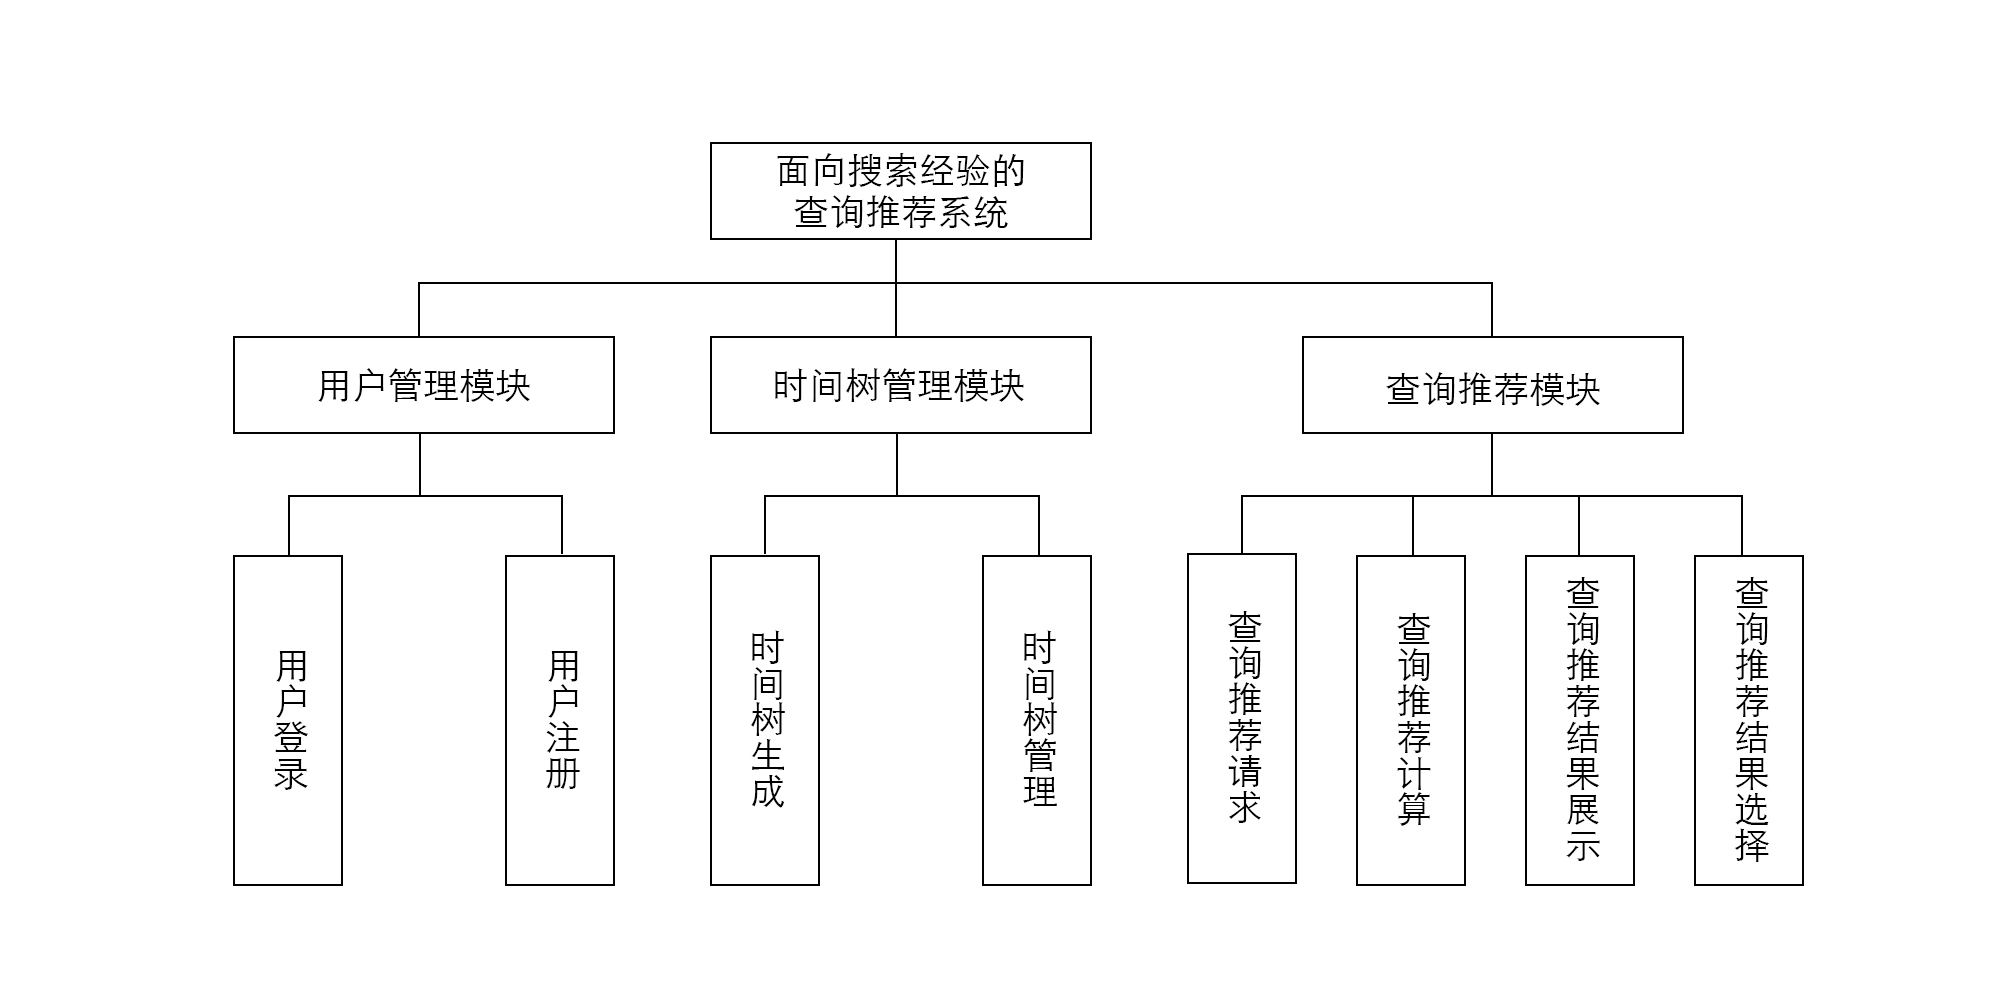 面向搜索经验的
查询推荐系统
用户管理模块
时间树管理模块
查询推荐模块
用户登录
用户注册
时间树生成
时间树管理
查询推荐请求
查询推荐计算
查询推荐结果展示
查询推荐结果选择